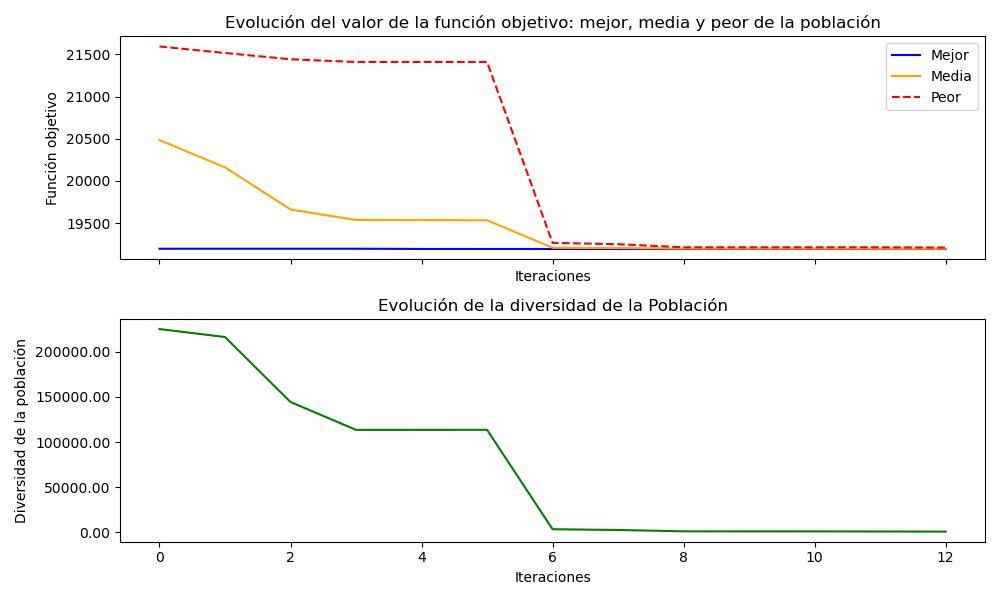 Evolución del valor de la función objetivo: mejor, media y peor de la población
Función objetivo
21500
21000
20500
20000
19500
Mejor
Media
Peor
Iteraciones
Evolución de la diversidad de la Población
Diversidad de la población
200000.00
150000.00
100000.00
50000.00
0.00
0 2 4 6 8 10 12
Iteraciones